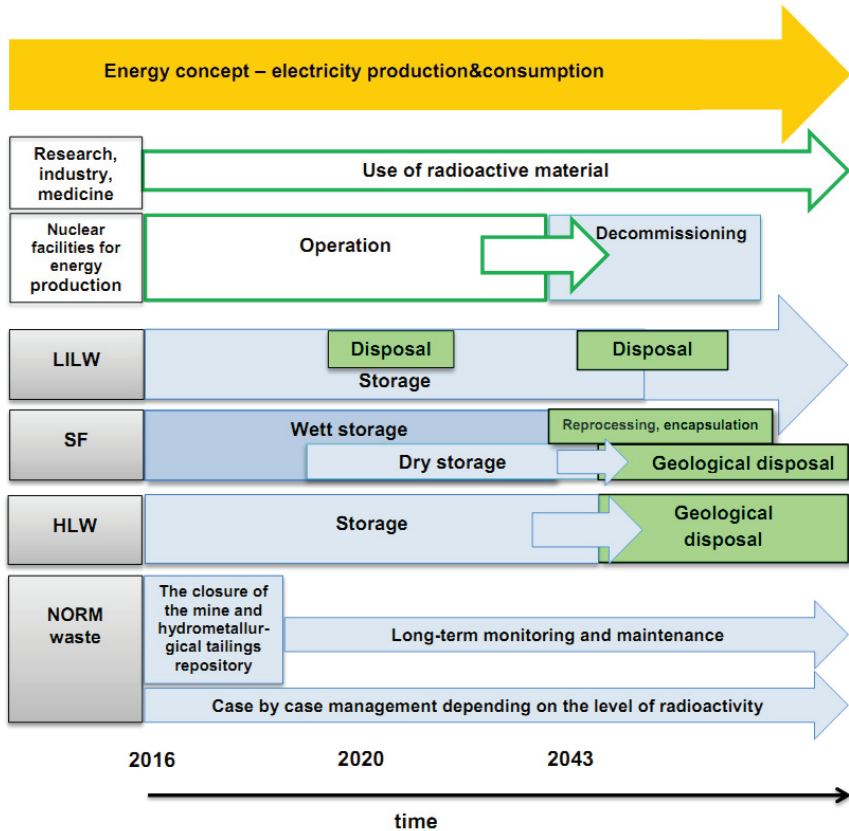 Energy concept – electricity production&consumption
Research,
industry,
medicine
Use of radioactive material
Nuclear
facilities for
energy
production
Operation
Decommissioning
LILW
Disposal
Disposal
Storage
SF
Wett storage
Reprocessing, encapsulation
Dry storage
Geological disposal
HLW
Storage
Geological
disposal
NORM
waste
The closure of
the mine and
hydrometallur-
gical tailings
repository
Long-term monitoring and maintenance
Case by case management depending on the level of radioactivity
2016
2020
2043
time